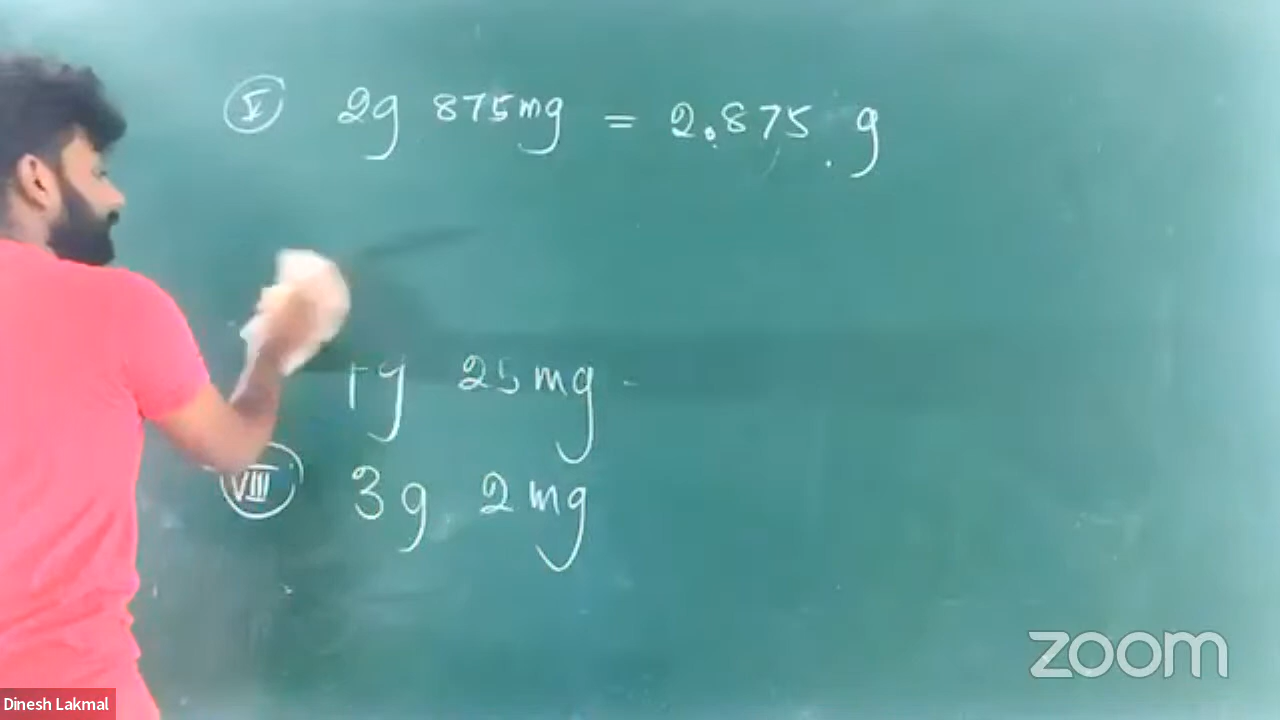 Ⓥ 2g 875mg = 2.875 g
1g 25mg -
VIII 3g 2mg
zoom
Dinesh Lakmal